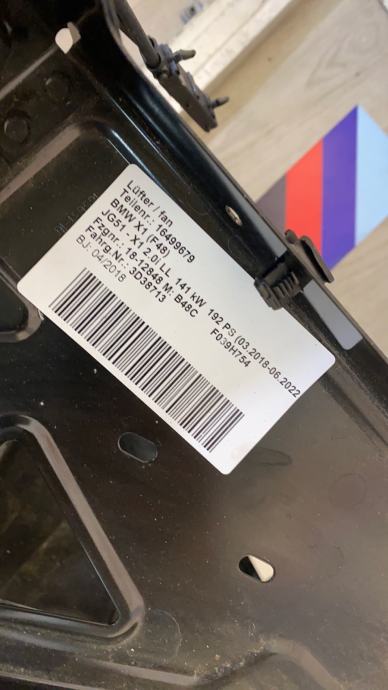 Lüfter / fan
Teilenr.: 16499679
BMW X1 (F48)
JG51 - X1 2.0i LL 141 kW 192 PS (03.2018-06.2022
Fzgnr.: 18-12848 M: B48C F039H754
Fahrg.Nr.: 3D38713
BJ: 04/2018